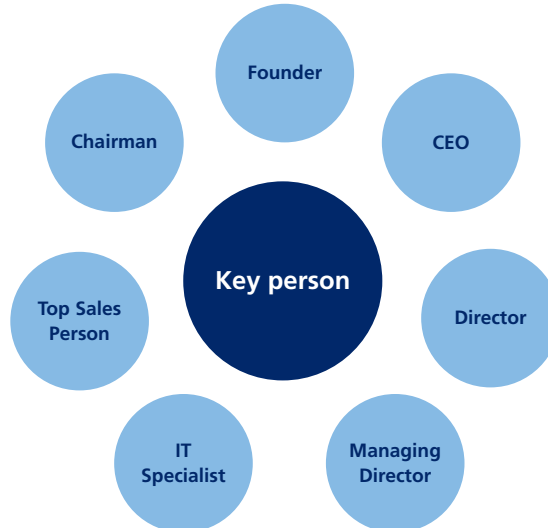 Founder
Chairman
CEO
Key person
Top Sales
Person
Director
IT
Specialist
Managing
Director